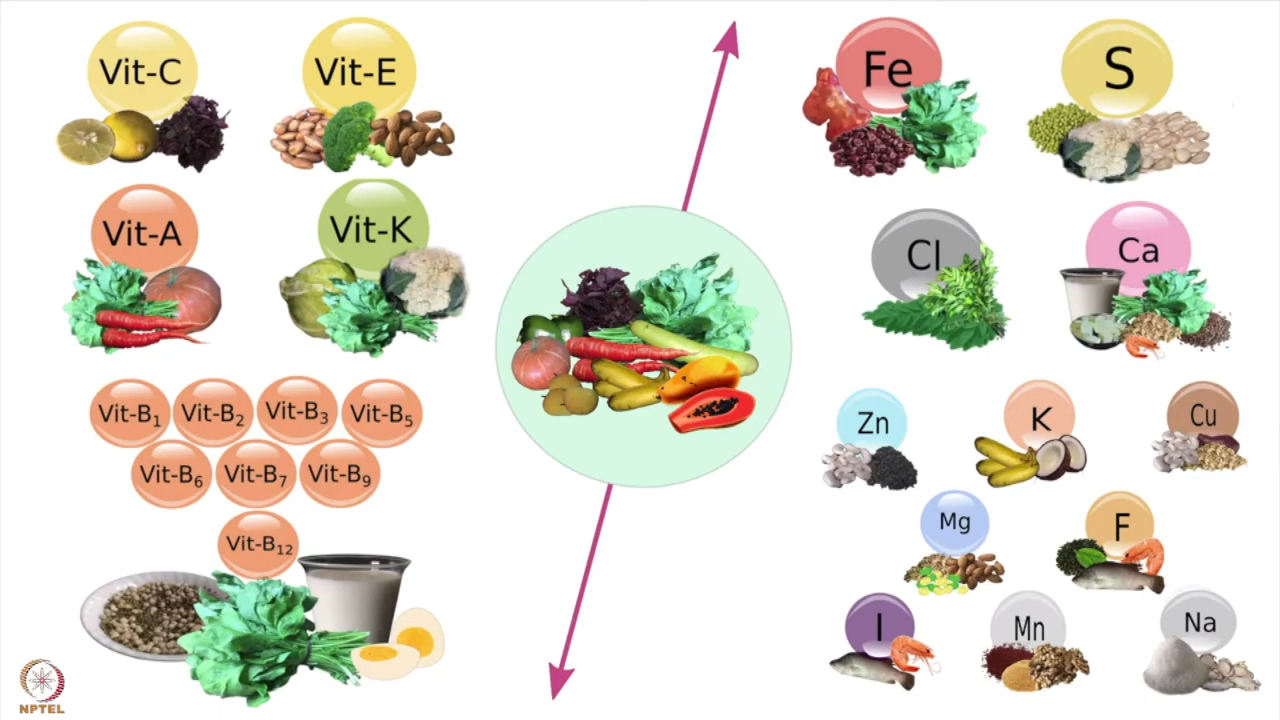 Vit-C
Vit-E
Vit-A
Vit-K
Vit-B₁ Vit-B₂ Vit-B₃ Vit-B₅
Vit-B₆ Vit-B₇ Vit-B₉
Vit-B₁₂
Fe
S
Cl
Ca
Zn
K
Cu
Mg
F
I
Mn
Na
NPTEL